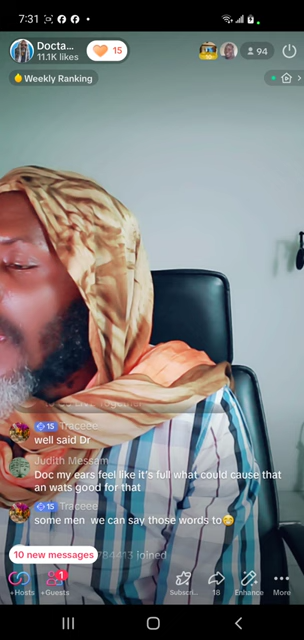 7:31
Docta...
11.1K likes
15
94
Weekly Ranking
15 Traceee
well said Dr
Judith Messam
Doc my ears feel like it's full what could cause that
an wats good for that
15 Traceee
some men we can say those words to
10 new messages
joined
+Hosts
+Guests
1
Subscri...
18
Enhance
More